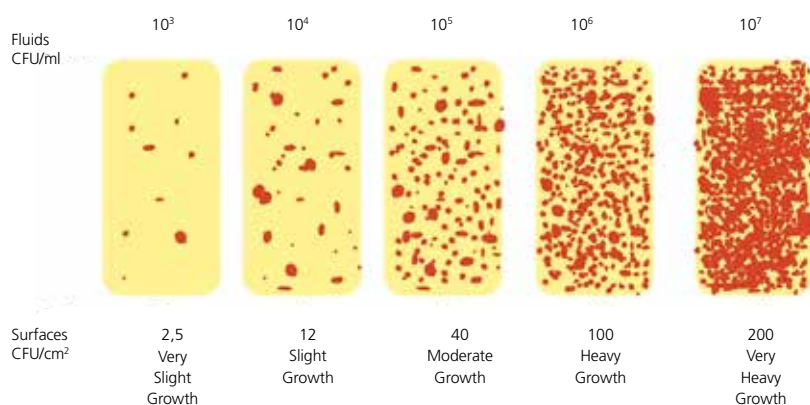 10³ 10⁴ 10⁵ 10⁶ 10⁷
Fluids
CFU/ml
Surfaces 2,5 12 40 100 200
CFU/cm² Very Slight Moderate Heavy Very
Slight Growth Growth Growth Heavy
Growth Growth